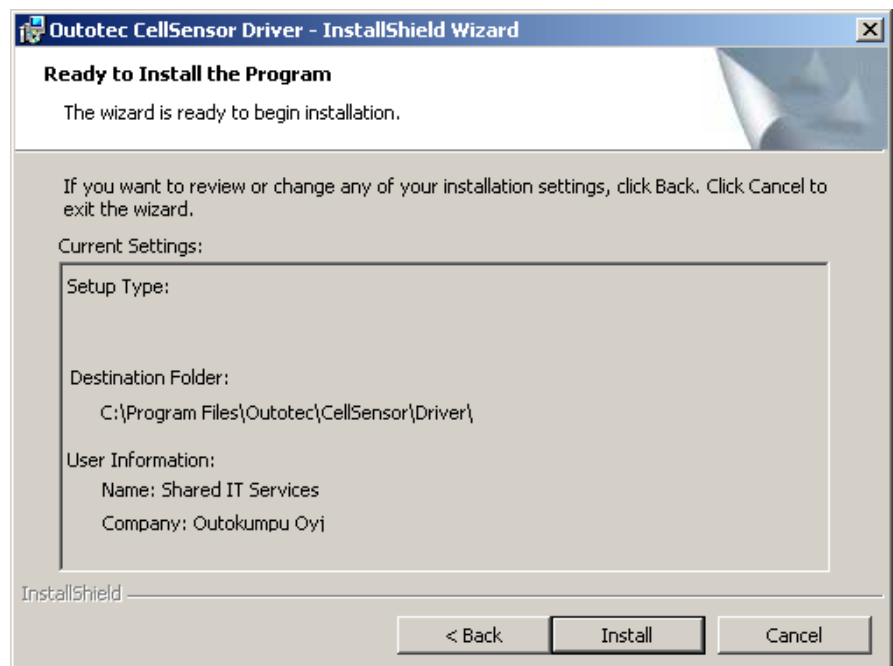 Outotec CellSensor Driver - InstallShield Wizard
Ready to Install the Program
The wizard is ready to begin installation.
If you want to review or change any of your installation settings, click Back. Click Cancel to
exit the wizard.
Current Settings:
Setup Type:
Destination Folder:
C:\Program Files\Outotec\CellSensor\Driver\
User Information:
Name: Shared IT Services
Company: Outokumpu Oyj
InstallShield
< Back
Install
Cancel